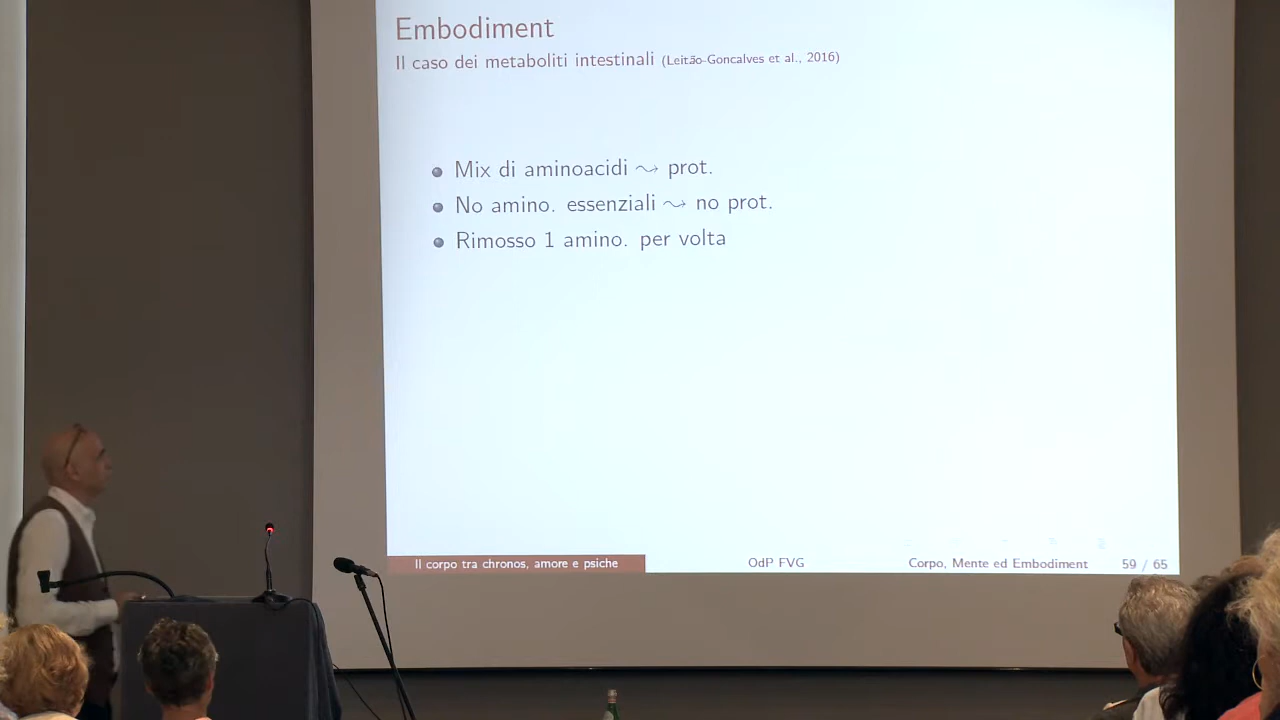 Embodiment
Il caso dei metaboliti intestinali (Leitão-Goncalves et al., 2016)
Mix di aminoacidi ⇝ prot.
No amino. essenziali ⇝ no prot.
Rimosso 1 amino. per volta
Il corpo tra chronos, amore e psiche OdP FVG Corpo, Mente ed Embodiment 59 / 65